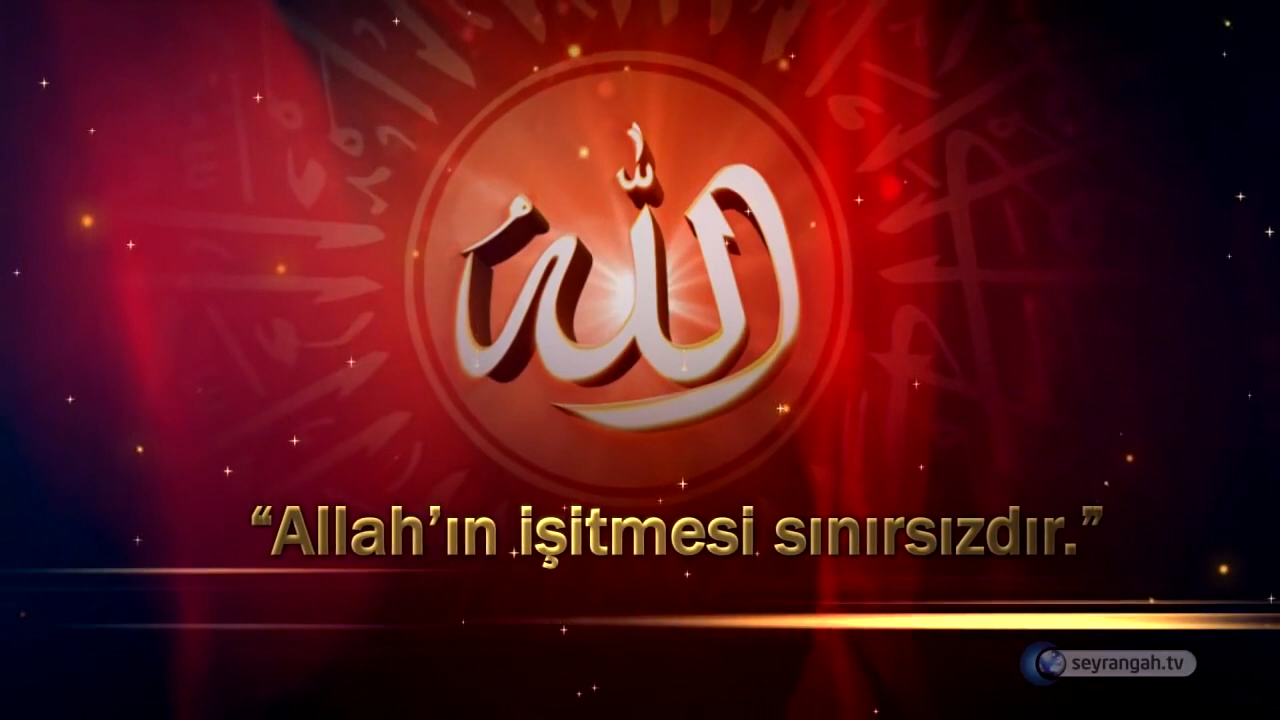 الله
“Allah’ın işitmesi sınırsızdır.”
seyrangah.tv